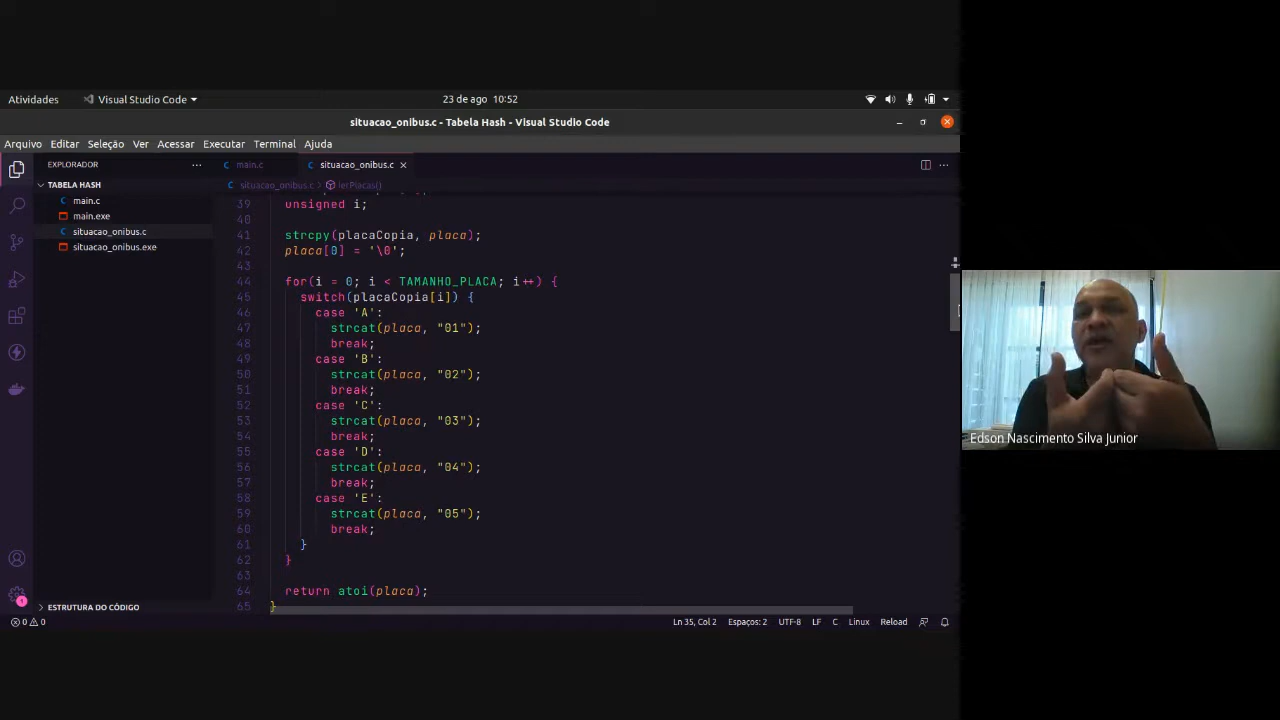 Atividades Visual Studio Code 23 de ago 10:52
situacao_onibus.c - Tabela Hash - Visual Studio Code
Arquivo Editar Seleção Ver Acessar Executar Terminal Ajuda
EXPLORADOR
TABELA HASH
main.c
main.exe
situacao_onibus.c
situacao_onibus.exe
ESTRUTURA DO CÓDIGO
main.c situacao_onibus.c
situacao_onibus.c lerPlacas()
39 unsigned i;
40
41 strcpy(placaCopia, placa);
42 placa[0] = '\0';
43
44 for(i = 0; i < TAMANHO_PLACA; i++) {
45 switch(placaCopia[i]) {
46 case 'A':
47 strcat(placa, "01");
48 break;
49 case 'B':
50 strcat(placa, "02");
51 break;
52 case 'C':
53 strcat(placa, "03");
54 break;
55 case 'D':
56 strcat(placa, "04");
57 break;
58 case 'E':
59 strcat(placa, "05");
60 break;
61 }
62 }
63
64 return atoi(placa);
65 }
1
0 0 Ln 35, Col 2 Espaços: 2 UTF-8 LF C Linux Reload
Edson Nascimento Silva Junior